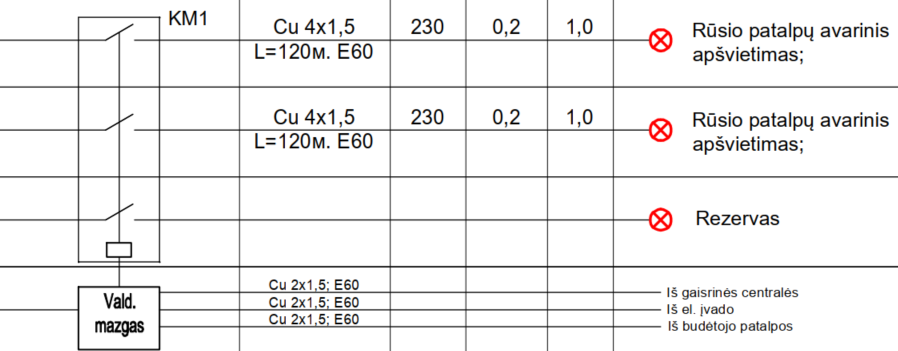 KM1
Cu 4x1,5 230 0,2 1,0
L=120м. E60
Rūsio patalpų avarinis
apšvietimas;
Cu 4x1,5 230 0,2 1,0
L=120м. E60
Rūsio patalpų avarinis
apšvietimas;
Rezervas
Vald.
mazgas
Cu 2x1,5; E60
Iš gaisrinės centralės
Cu 2x1,5; E60
Iš el. įvado
Cu 2x1,5; E60
Iš budėtojo patalpos